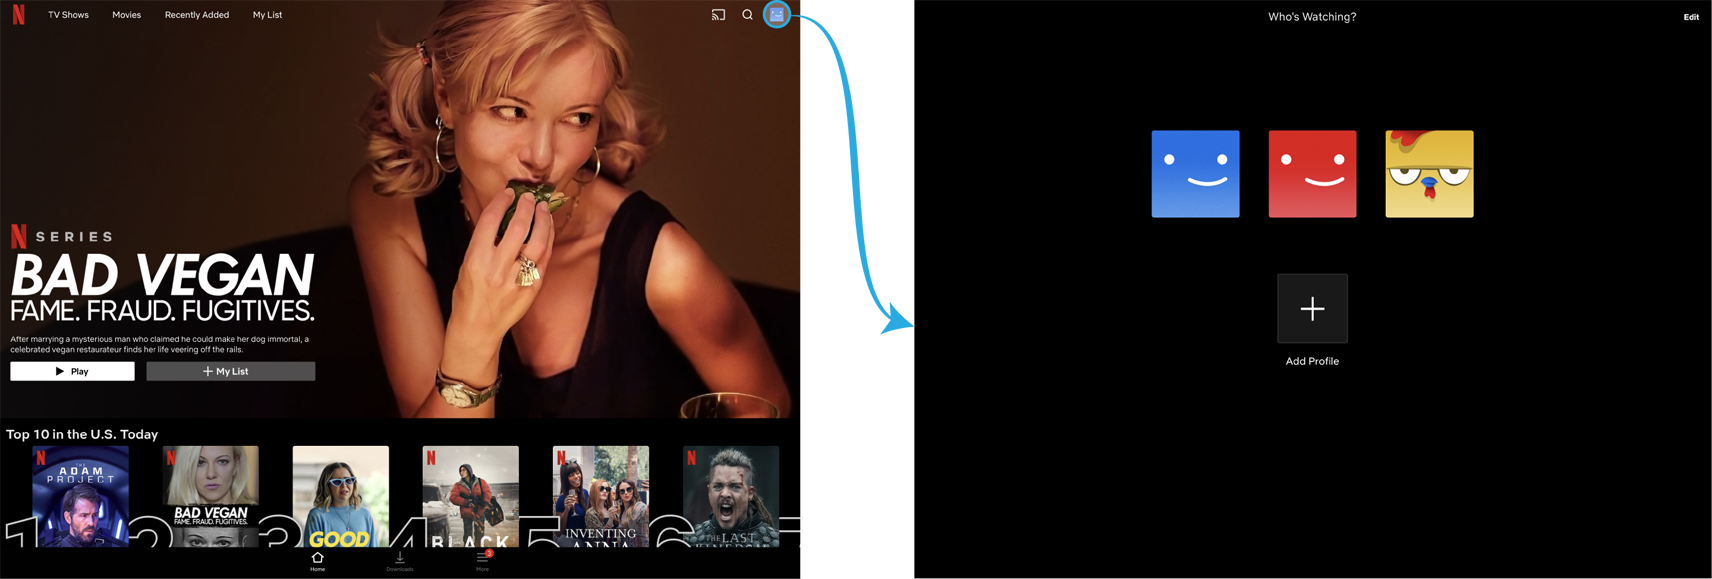 N
TV Shows
Movies
Recently Added
My List
N SERIES
BAD VEGAN
FAME. FRAUD. FUGITIVES.
After marrying a mysterious man who claimed he could make her dog immortal, a
celebrated vegan restaurateur finds her life veering off the rails.
Play
My List
Top 10 in the U.S. Today
1
N
THE
ADAM
PROJECT
2
N
BAD VEGAN
FAME. FRAUD. FUGITIVES.
3
GOOD
4
N
BLACK
5
N
INVENTING
ANNA
6
N
THE LAST
KINGDOM
Home
Downloads
3
More
Who's Watching?
Edit
Add Profile